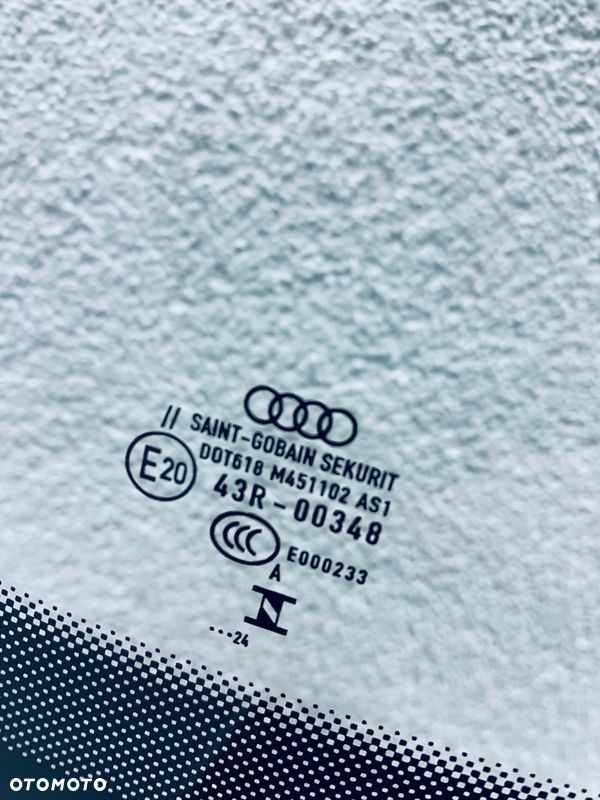 // SAINT-GOBAIN SEKURIT
DOT618 M451102 AS1
E20
43R-00348
CCC E000233
A
•••24
OTOMOTO